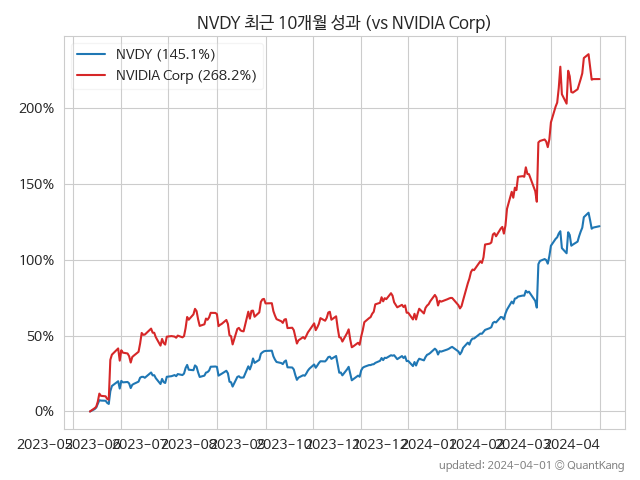 NVDY 최근 10개월 성과 (vs NVIDIA Corp)
NVDY (145.1%)
NVIDIA Corp (268.2%)
200%
150%
100%
50%
0%
2023-05 2023-06 2023-07 2023-08 2023-09 2023-10 2023-11 2023-12 2024-01 2024-02 2024-03 2024-04
updated: 2024-04-01 © QuantKang